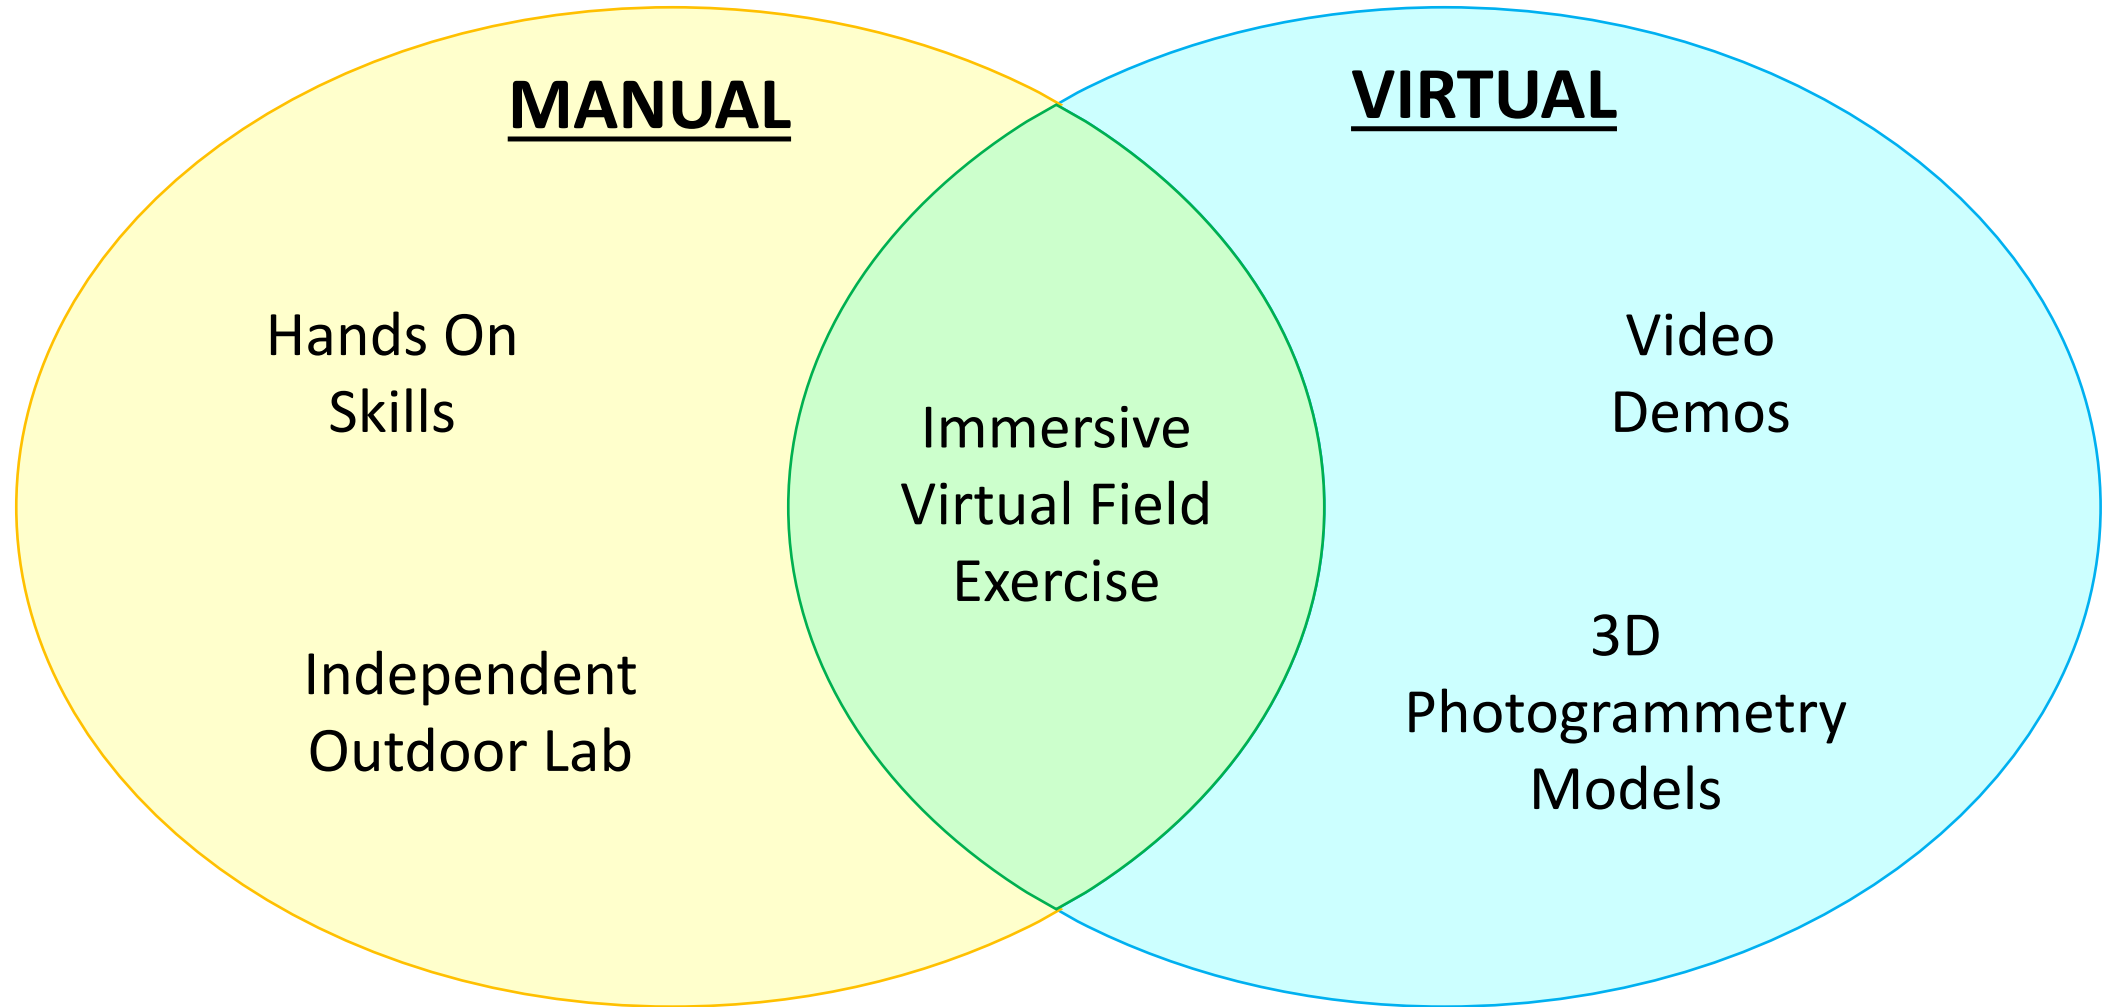 MANUAL
VIRTUAL
Hands On
Skills
Independent
Outdoor Lab
Immersive
Virtual Field
Exercise
Video
Demos
3D
Photogrammetry
Models